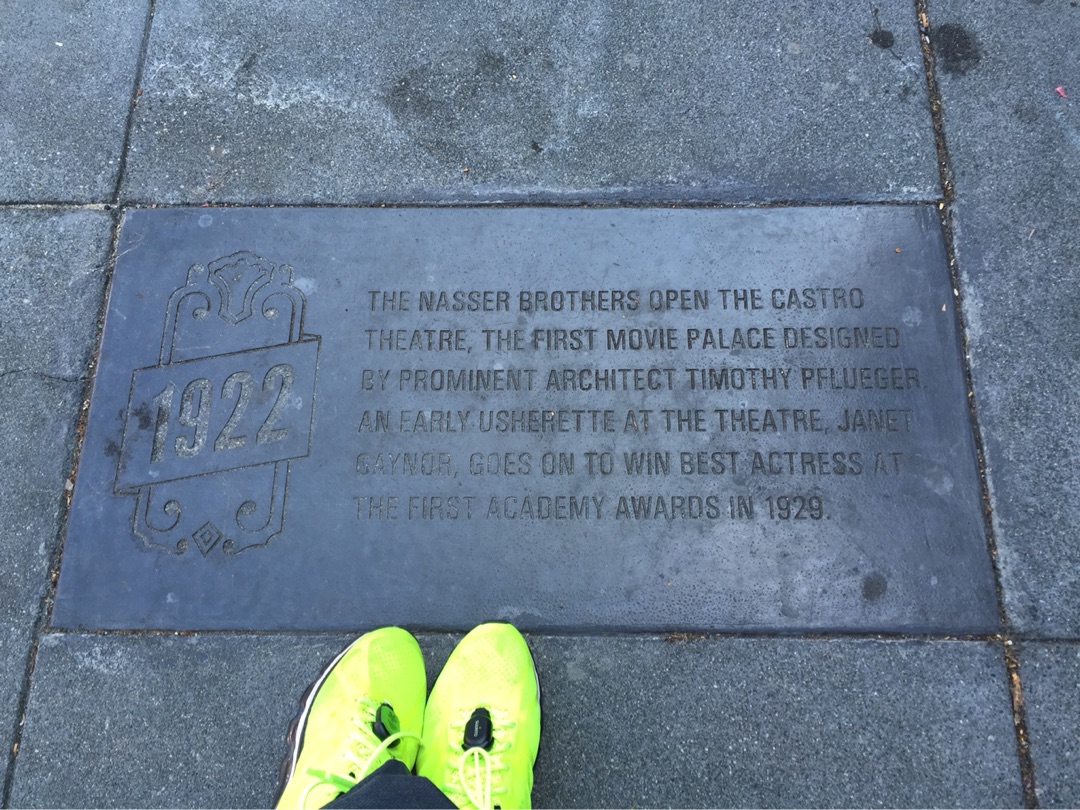 1922
THE NASSER BROTHERS OPEN THE CASTRO
THEATRE, THE FIRST MOVIE PALACE DESIGNED
BY PROMINENT ARCHITECT TIMOTHY PFLUEGER.
AN EARLY USHERETTE AT THE THEATRE, JANET
GAYNOR, GOES ON TO WIN BEST ACTRESS AT
THE FIRST ACADEMY AWARDS IN 1929.